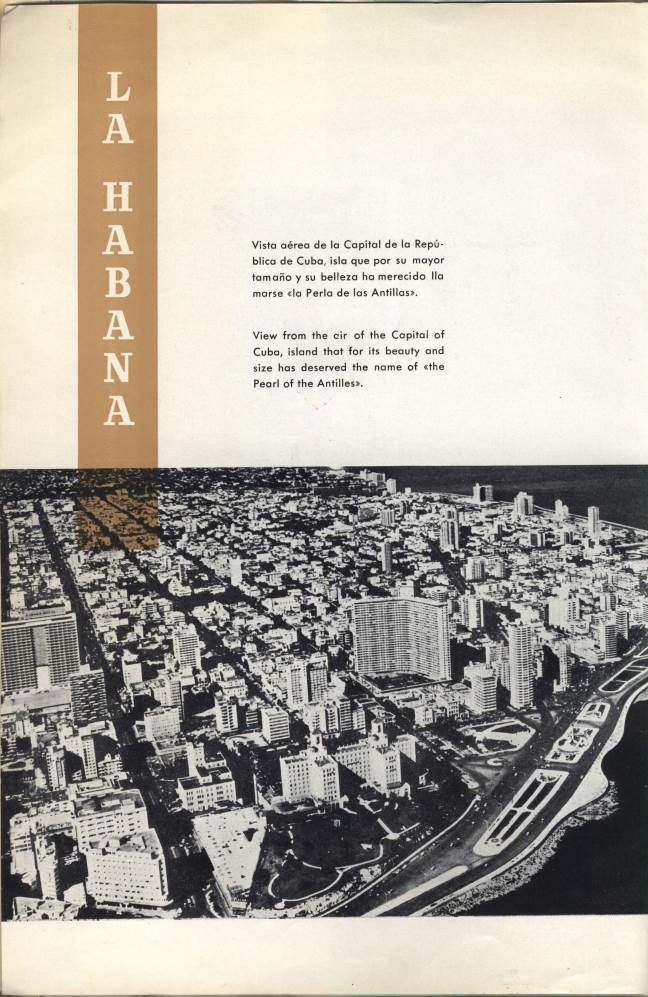 LA HABANA
Vista aérea de la Capital de la Repú-
blica de Cuba, isla que por su mayor
tamaño y su belleza ha merecido lla
marse «la Perla de las Antillas».
View from the cir of the Capital of
Cuba, island that for its beauty and
size has deserved the name of «the
Pearl of the Antilles».